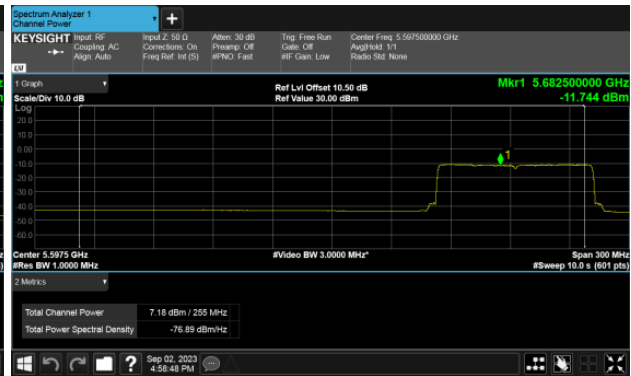 Spectrum Analyzer 1
Channel Power
+
KEYSIGHT Input: RF Input Z: 50 Ω Atten: 30 dB Trig: Free Run Center Freq: 5.597500000 GHz
Coupling: AC Corrections: On Preamp: Off Gate: Off Avg|Hold: 1/1
Align: Auto Freq Ref: Int (S) #PNO: Fast #IF Gain: Low Radio Std: None
LXI
1 Graph
Ref Lvl Offset 10.50 dB Mkr1 5.682500000 GHz
Scale/Div 10.0 dB Ref Value 30.00 dBm -11.744 dBm
Log
20.0
10.0
0.00
-10.0
-20.0
-30.0
-40.0
-50.0
-60.0
1
Center 5.5975 GHz #Video BW 3.0000 MHz* Span 300 MHz
#Res BW 1.0000 MHz #Sweep 10.0 s (601 pts)
2 Metrics
Total Channel Power 7.18 dBm / 255 MHz
Total Power Spectral Density -76.89 dBm/Hz
? Sep 02, 2023
4:58:48 PM